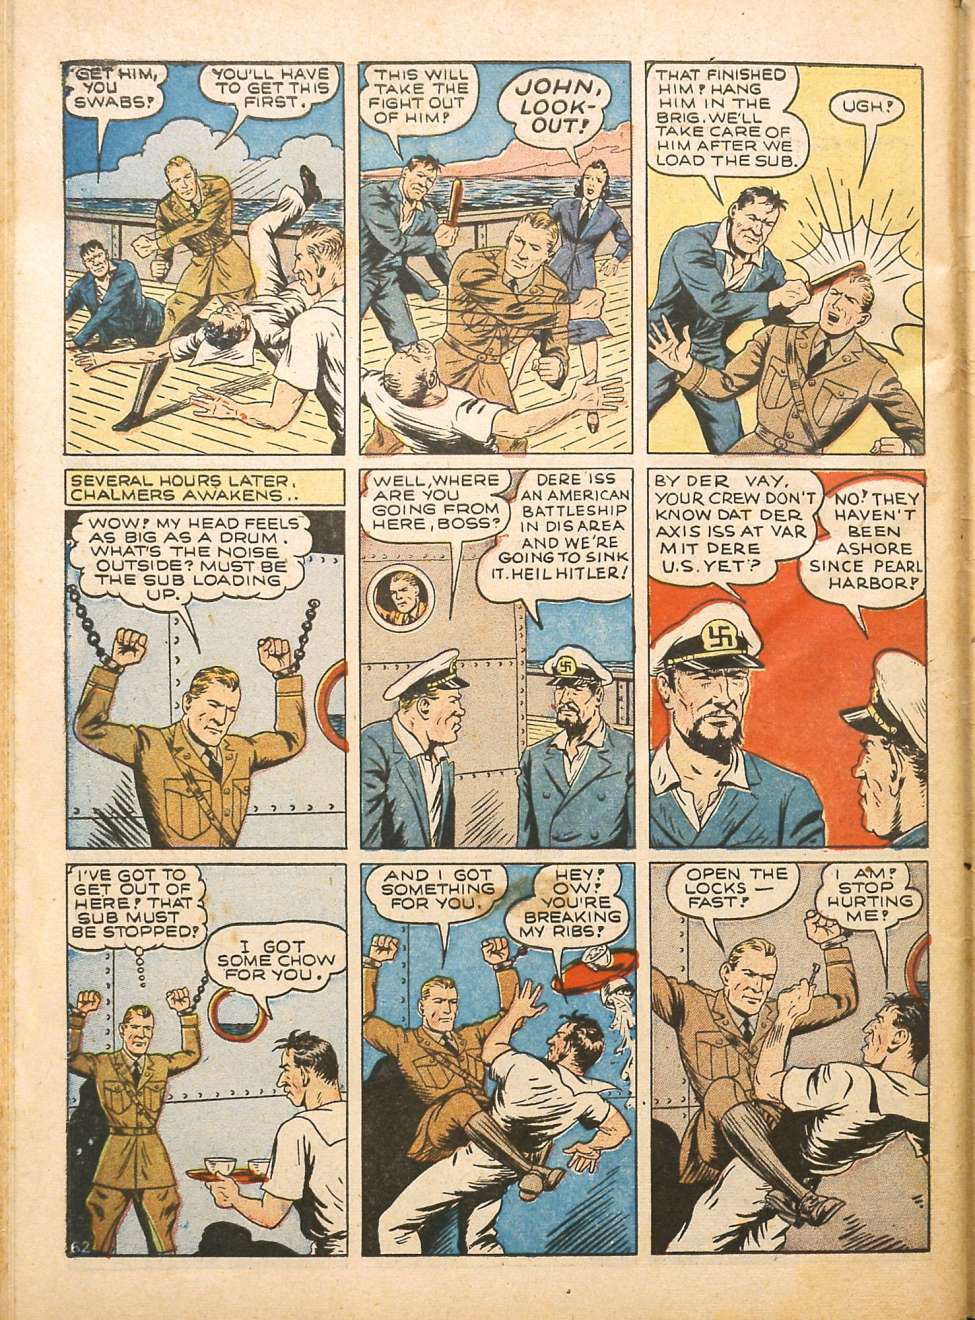 GET HIM,
YOU
SWABS!
YOU'LL HAVE
TO GET THIS
FIRST.
THIS WILL
TAKE THE
FIGHT OUT
OF HIM!
JOHN,
LOOK-
OUT!
THAT FINISHED
HIM! HANG
HIM IN THE
BRIG. WE'LL
TAKE CARE OF
HIM AFTER WE
LOAD THE SUB.
UGH!
SEVERAL HOURS LATER,
CHALMERS AWAKENS..
WOW! MY HEAD FEELS
AS BIG AS A DRUM.
WHAT'S THE NOISE
OUTSIDE? MUST BE
THE SUB LOADING
UP.
WELL, WHERE
ARE YOU
GOING FROM
HERE, BOSS?
DERE ISS
AN AMERICAN
BATTLESHIP
IN DIS AREA
AND WE'RE
GOING TO SINK
IT. HEIL HITLER!
BY DER VAY,
YOUR CREW DON'T
KNOW DAT DER
AXIS ISS AT VAR
MIT DERE
U.S. YET?
NO! THEY
HAVEN'T
BEEN
ASHORE
SINCE PEARL
HARBOR!
I'VE GOT TO
GET OUT OF
HERE! THAT
SUB MUST
BE STOPPED!
I GOT
SOME CHOW
FOR YOU.
62
AND I GOT
SOMETHING
FOR YOU.
HEY!
OW!
YOU'RE
BREAKING
MY RIBS!
OPEN THE
LOCKS —
FAST!
I AM!
STOP
HURTING
ME!